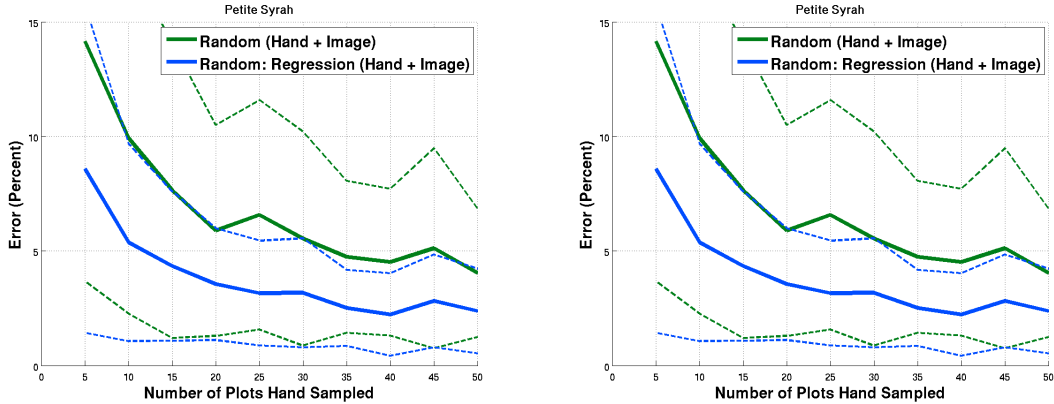 Petite Syrah
Random (Hand + Image)
Random: Regression (Hand + Image)
Error (Percent)
15
10
5
0
0 5 10 15 20 25 30 35 40 45 50
Number of Plots Hand Sampled
Petite Syrah
Random (Hand + Image)
Random: Regression (Hand + Image)
Error (Percent)
15
10
5
0
0 5 10 15 20 25 30 35 40 45 50
Number of Plots Hand Sampled